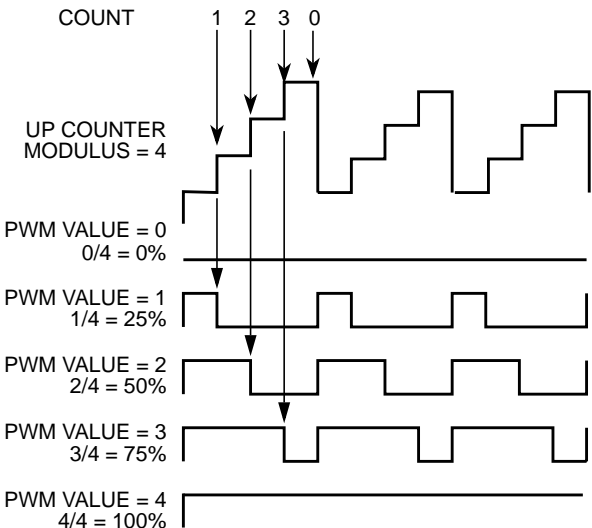 COUNT 1 2 3 0
UP COUNTER
MODULUS = 4
PWM VALUE = 0
0/4 = 0%
PWM VALUE = 1
1/4 = 25%
PWM VALUE = 2
2/4 = 50%
PWM VALUE = 3
3/4 = 75%
PWM VALUE = 4
4/4 = 100%